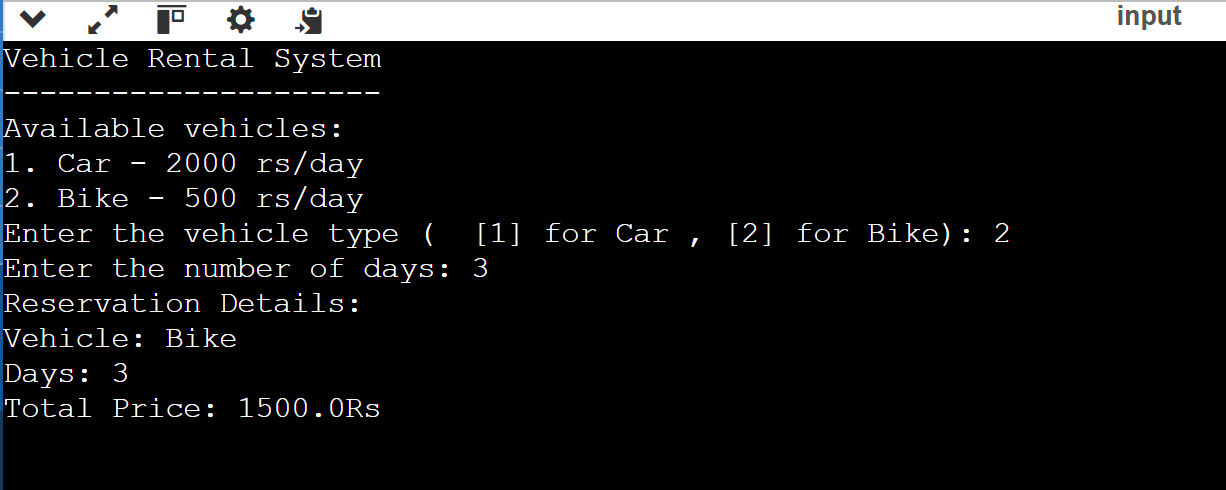 input
Vehicle Rental System
---------------------
Available vehicles:
1. Car - 2000 rs/day
2. Bike - 500 rs/day
Enter the vehicle type (  [1] for Car , [2] for Bike): 2
Enter the number of days: 3
Reservation Details:
Vehicle: Bike
Days: 3
Total Price: 1500.0Rs